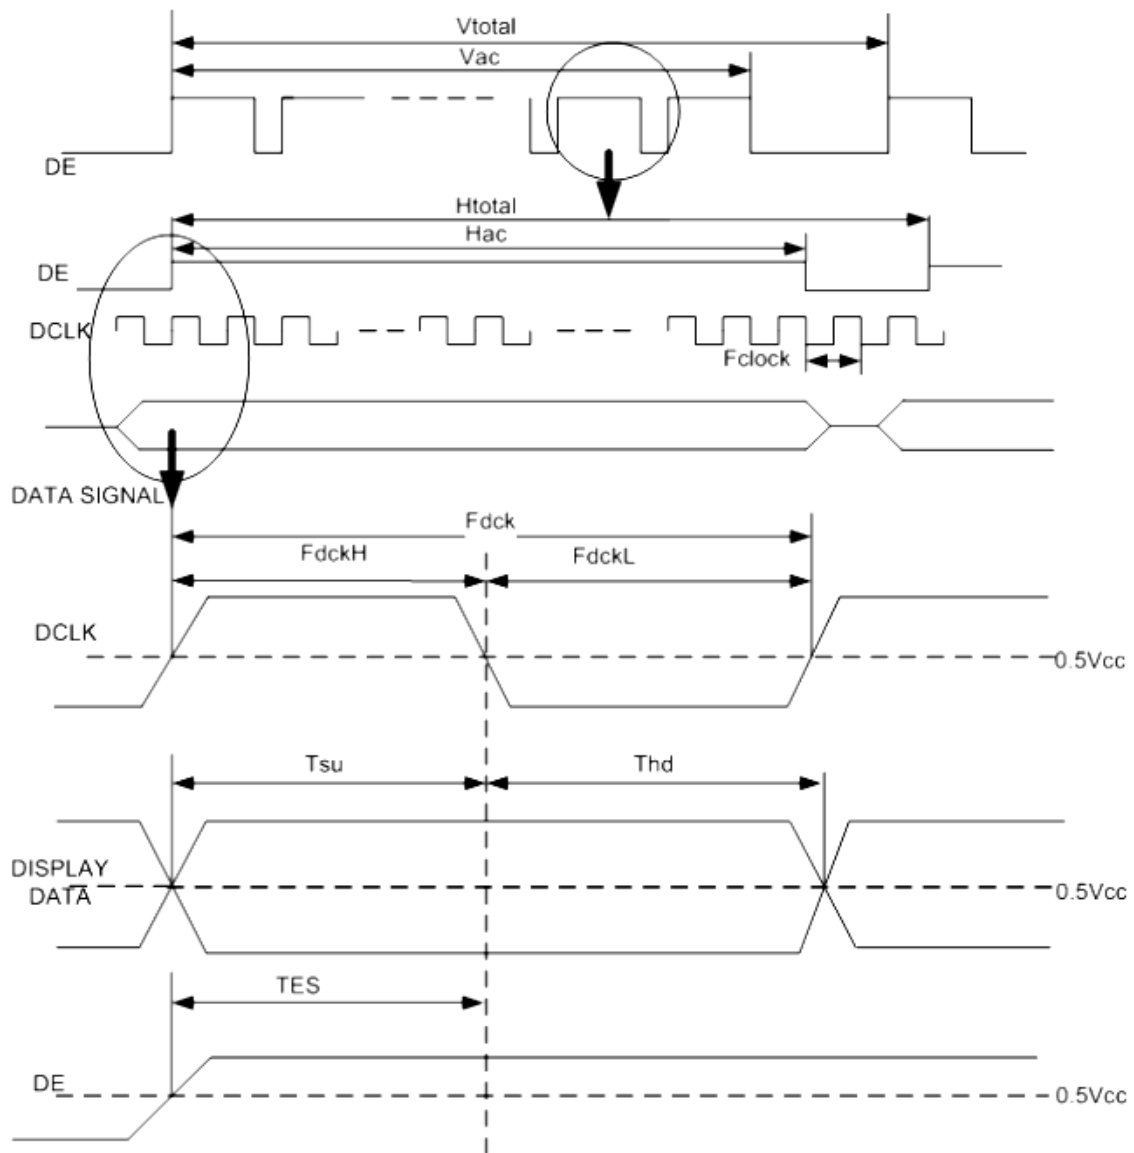 Vtotal
Vac
DE
Htotal
Hac
DE
DCLK
Fclock
DATA SIGNAL
Fdck
FdckH
FdckL
DCLK
0.5Vcc
Tsu
Thd
DISPLAY
DATA
0.5Vcc
TES
DE
0.5Vcc